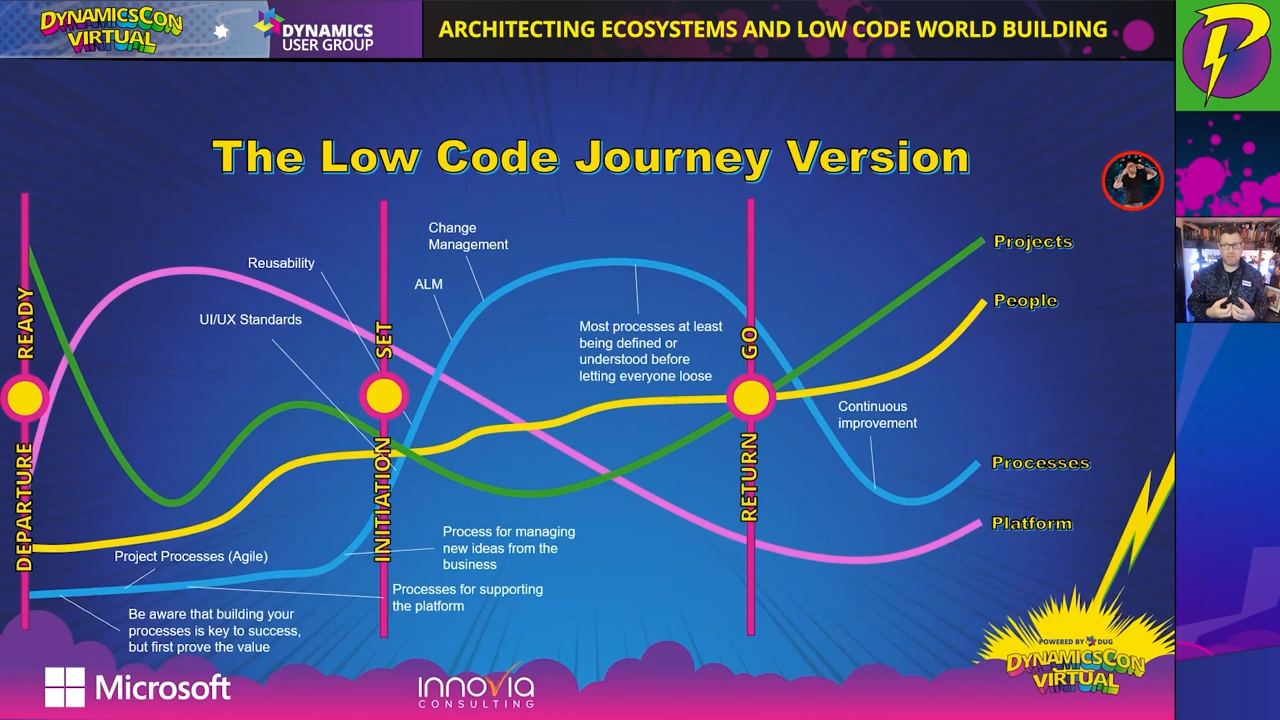 DYNAMICSCON
VIRTUAL
DYNAMICS
USER GROUP
ARCHITECTING ECOSYSTEMS AND LOW CODE WORLD BUILDING
The Low Code Journey Version
READY
DEPARTURE
SET
INITIATION
GO
RETURN
Change
Management
Reusability
ALM
UI/UX Standards
Most processes at least
being defined or
understood before
letting everyone loose
Continuous
improvement
Projects
People
Processes
Platform
Process for managing
new ideas from the
business
Project Processes (Agile)
Processes for supporting
the platform
Be aware that building your
processes is key to success,
but first prove the value
Microsoft
innovia
CONSULTING
POWERED BY DUG
DYNAMICSCON
VIRTUAL